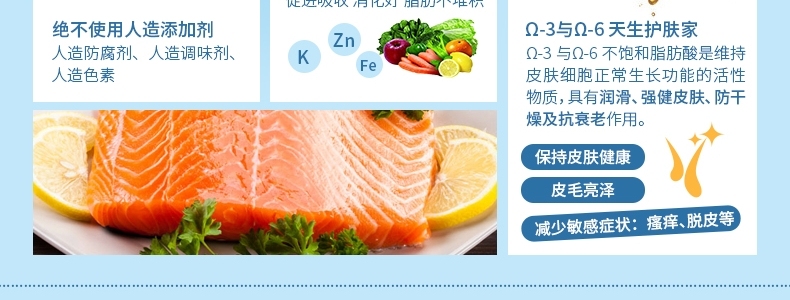 绝不使用人造添加剂
人造防腐剂、人造调味剂、
人造色素
促进吸收 消化好 脂肪不堆积
K
Zn
Fe
Ω-3与Ω-6 天生护肤家
Ω-3 与Ω-6 不饱和脂肪酸是维持
皮肤细胞正常生长功能的活性
物质，具有润滑、强健皮肤、防干
燥及抗衰老作用。
保持皮肤健康
皮毛亮泽
减少敏感症状：瘙痒、脱皮等